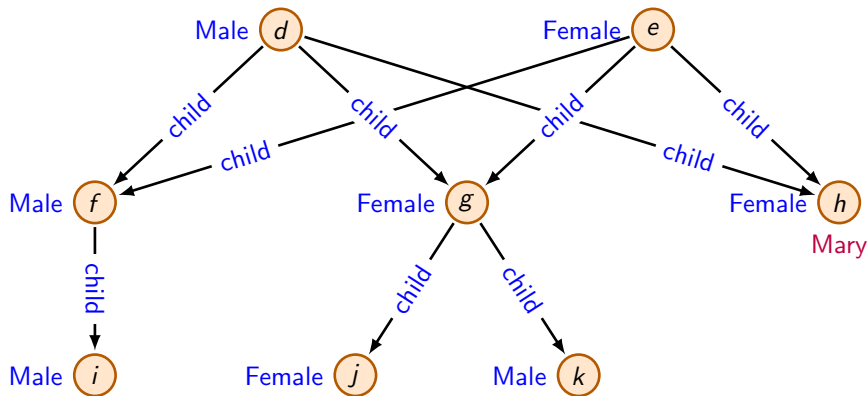 Male d Female e
child child child child
child child
Male f Female g Female h
Mary
child child child
Male i Female j Male k